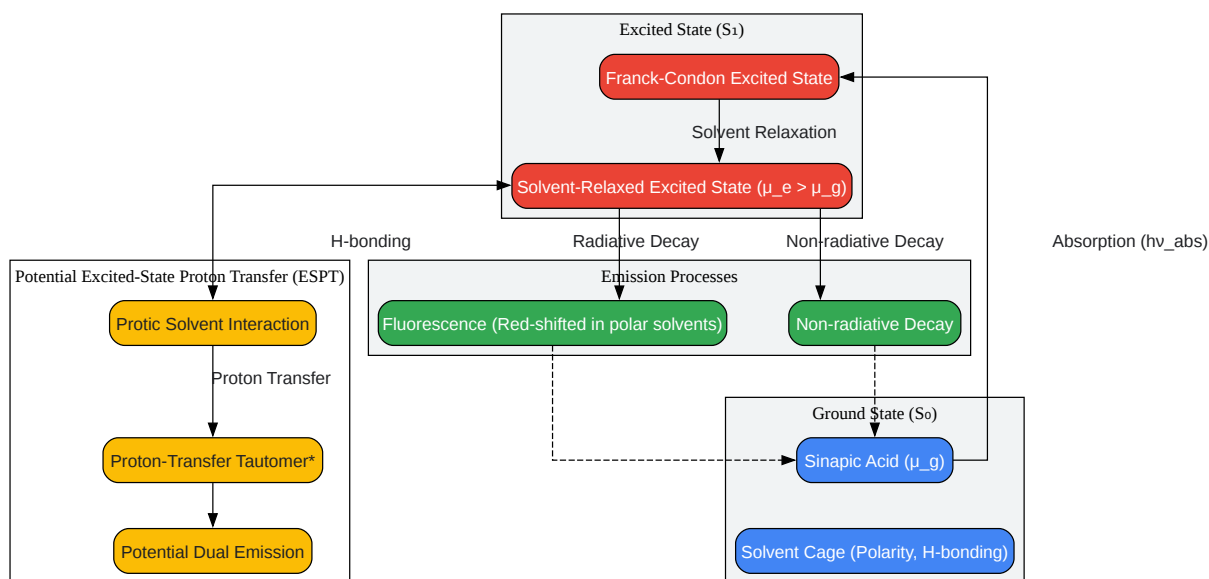 Excited State (S₁)
Franck-Condon Excited State
Solvent Relaxation
Solvent-Relaxed Excited State (μ_e > μ_g)
H-bonding
Radiative Decay
Non-radiative Decay
Absorption (hν_abs)
Potential Excited-State Proton Transfer (ESPT)
Emission Processes
Protic Solvent Interaction
Fluorescence (Red-shifted in polar solvents)
Non-radiative Decay
Proton Transfer
Ground State (S₀)
Proton-Transfer Tautomer*
Sinapic Acid (μ_g)
Potential Dual Emission
Solvent Cage (Polarity, H-bonding)